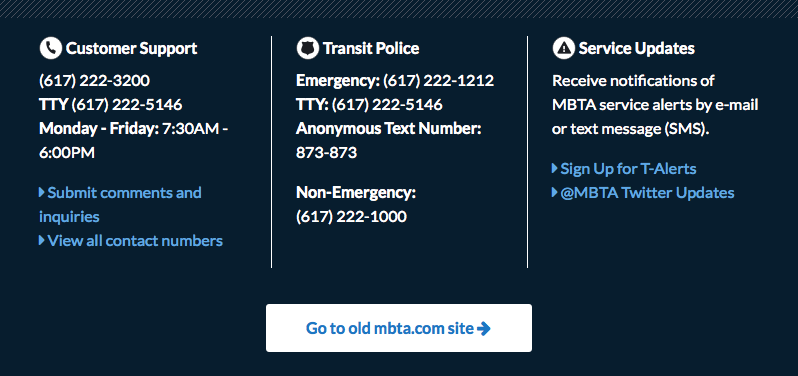 Customer Support
(617) 222-3200
TTY (617) 222-5146
Monday - Friday: 7:30AM -
6:00PM
Submit comments and
inquiries
View all contact numbers
Transit Police
Emergency: (617) 222-1212
TTY: (617) 222-5146
Anonymous Text Number:
873-873
Non-Emergency:
(617) 222-1000
Service Updates
Receive notifications of
MBTA service alerts by e-mail
or text message (SMS).
Sign Up for T-Alerts
@MBTA Twitter Updates
Go to old mbta.com site